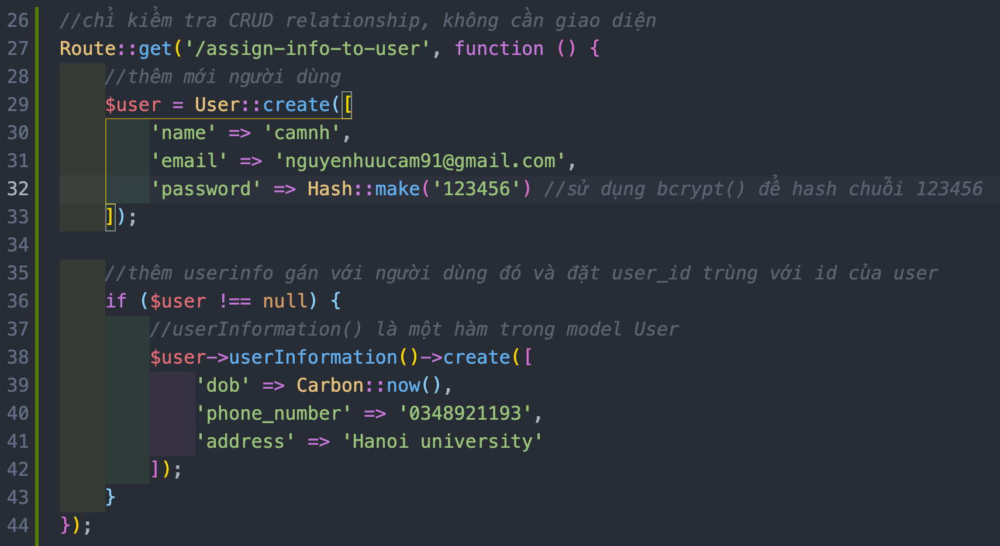 26 //chỉ kiểm tra CRUD relationship, không cần giao diện
27 Route::get('/assign-info-to-user', function () {
28 //thêm mới người dùng
29 $user = User::create([
30 'name' => 'camnh',
31 'email' => 'nguyenhuucam91@gmail.com',
32 'password' => Hash::make('123456') //sử dụng bcrypt() để hash chuỗi 123456
33 ]);
34
35 //thêm userinfo gán với người dùng đó và đặt user_id trùng với id của user
36 if ($user !== null) {
37 //userInformation() là một hàm trong model User
38 $user->userInformation()->create([
39 'dob' => Carbon::now(),
40 'phone_number' => '0348921193',
41 'address' => 'Hanoi university'
42 ]);
43 }
44 });